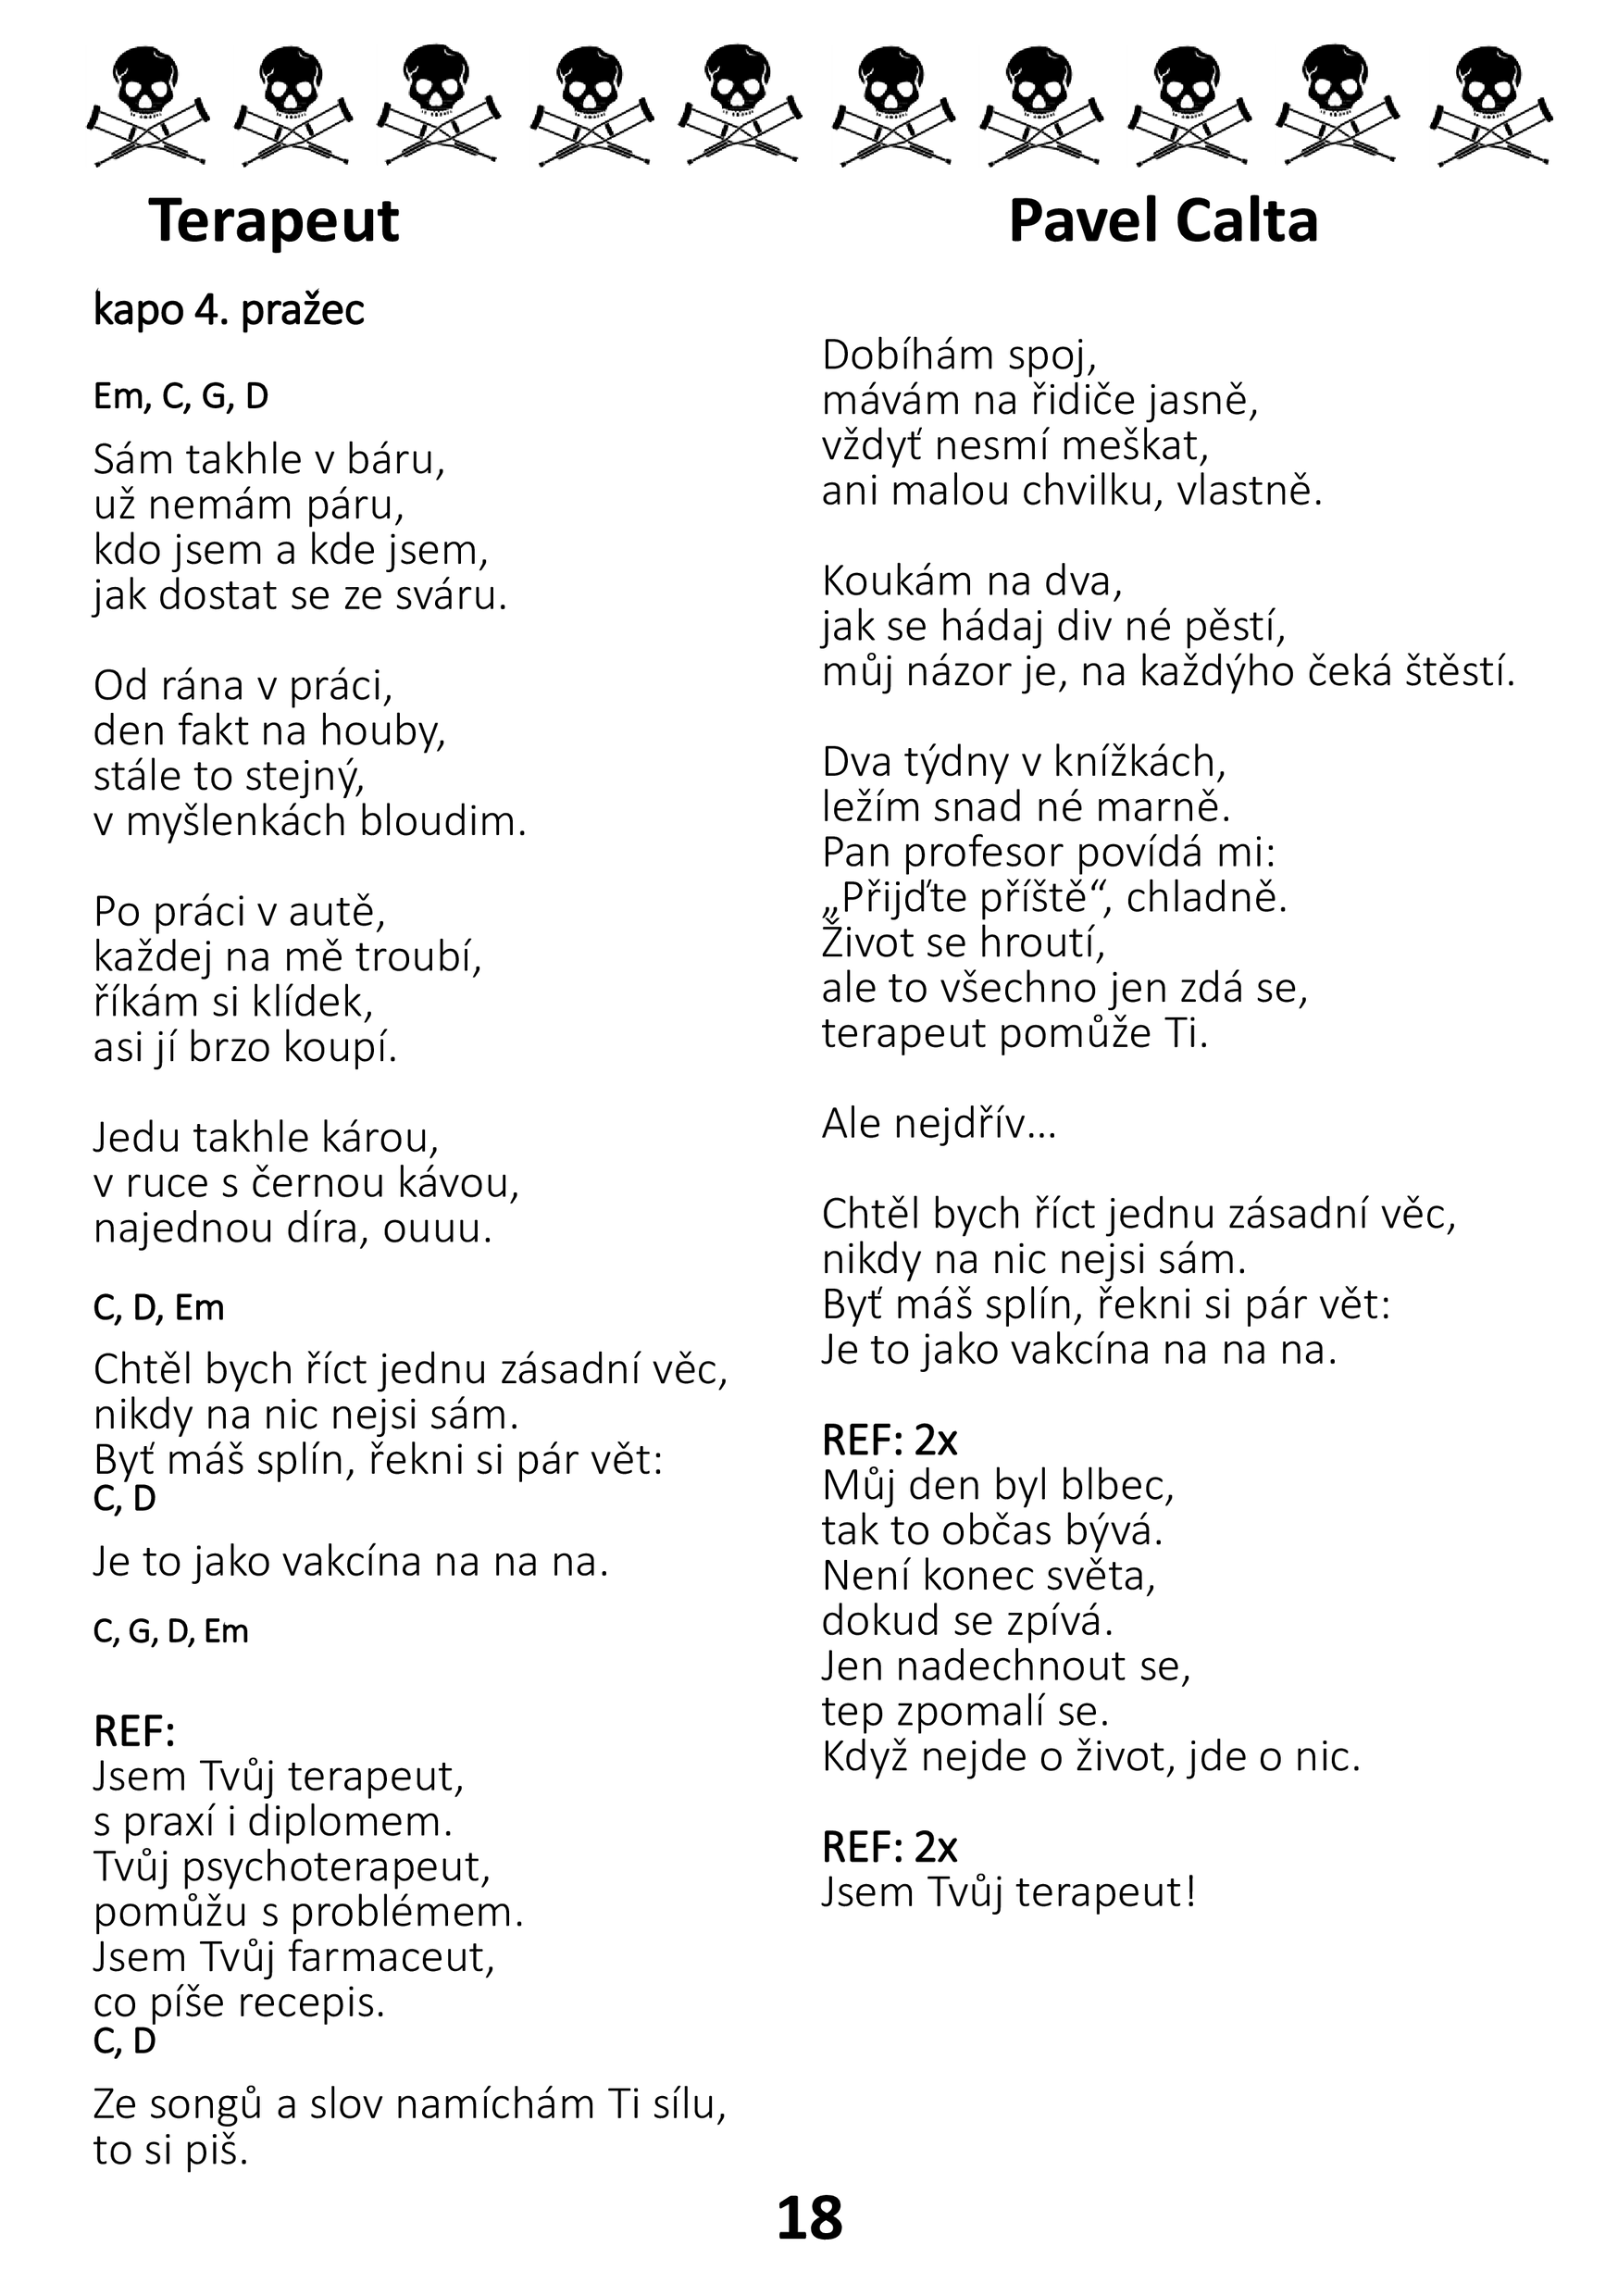 Terapeut
Pavel Calta
kapo 4. pražec
Em, C, G, D
Sám takhle v báru,
už nemám páru,
kdo jsem a kde jsem,
jak dostat se ze sváru.
Od rána v práci,
den fakt na houby,
stále to stejný,
v myšlenkách bloudim.
Po práci v autě,
každej na mě troubí,
říkám si klídek,
asi jí brzo koupí.
Jedu takhle károu,
v ruce s černou kávou,
najednou díra, ouuu.
C, D, Em
Chtěl bych říct jednu zásadní věc,
nikdy na nic nejsi sám.
Byť máš splín, řekni si pár vět:
C, D
Je to jako vakcína na na na.
C, G, D, Em
REF:
Jsem Tvůj terapeut,
s praxí i diplomem.
Tvůj psychoterapeut,
pomůžu s problémem.
Jsem Tvůj farmaceut,
co píše recepis.
C, D
Ze songů a slov namíchám Ti sílu,
to si piš.
Dobíhám spoj,
mávám na řidiče jasně,
vždyť nesmí meškat,
ani malou chvilku, vlastně.
Koukám na dva,
jak se hádaj div né pěstí,
můj názor je, na každýho čeká štěstí.
Dva týdny v knížkách,
ležím snad né marně.
Pan profesor povídá mi:
„Přijďte příště“, chladně.
Život se hroutí,
ale to všechno jen zdá se,
terapeut pomůže Ti.
Ale nejdřív...
Chtěl bych říct jednu zásadní věc,
nikdy na nic nejsi sám.
Byť máš splín, řekni si pár vět:
Je to jako vakcína na na na.
REF: 2x
Můj den byl blbec,
tak to občas bývá.
Není konec světa,
dokud se zpívá.
Jen nadechnout se,
tep zpomalí se.
Když nejde o život, jde o nic.
REF: 2x
Jsem Tvůj terapeut!
18